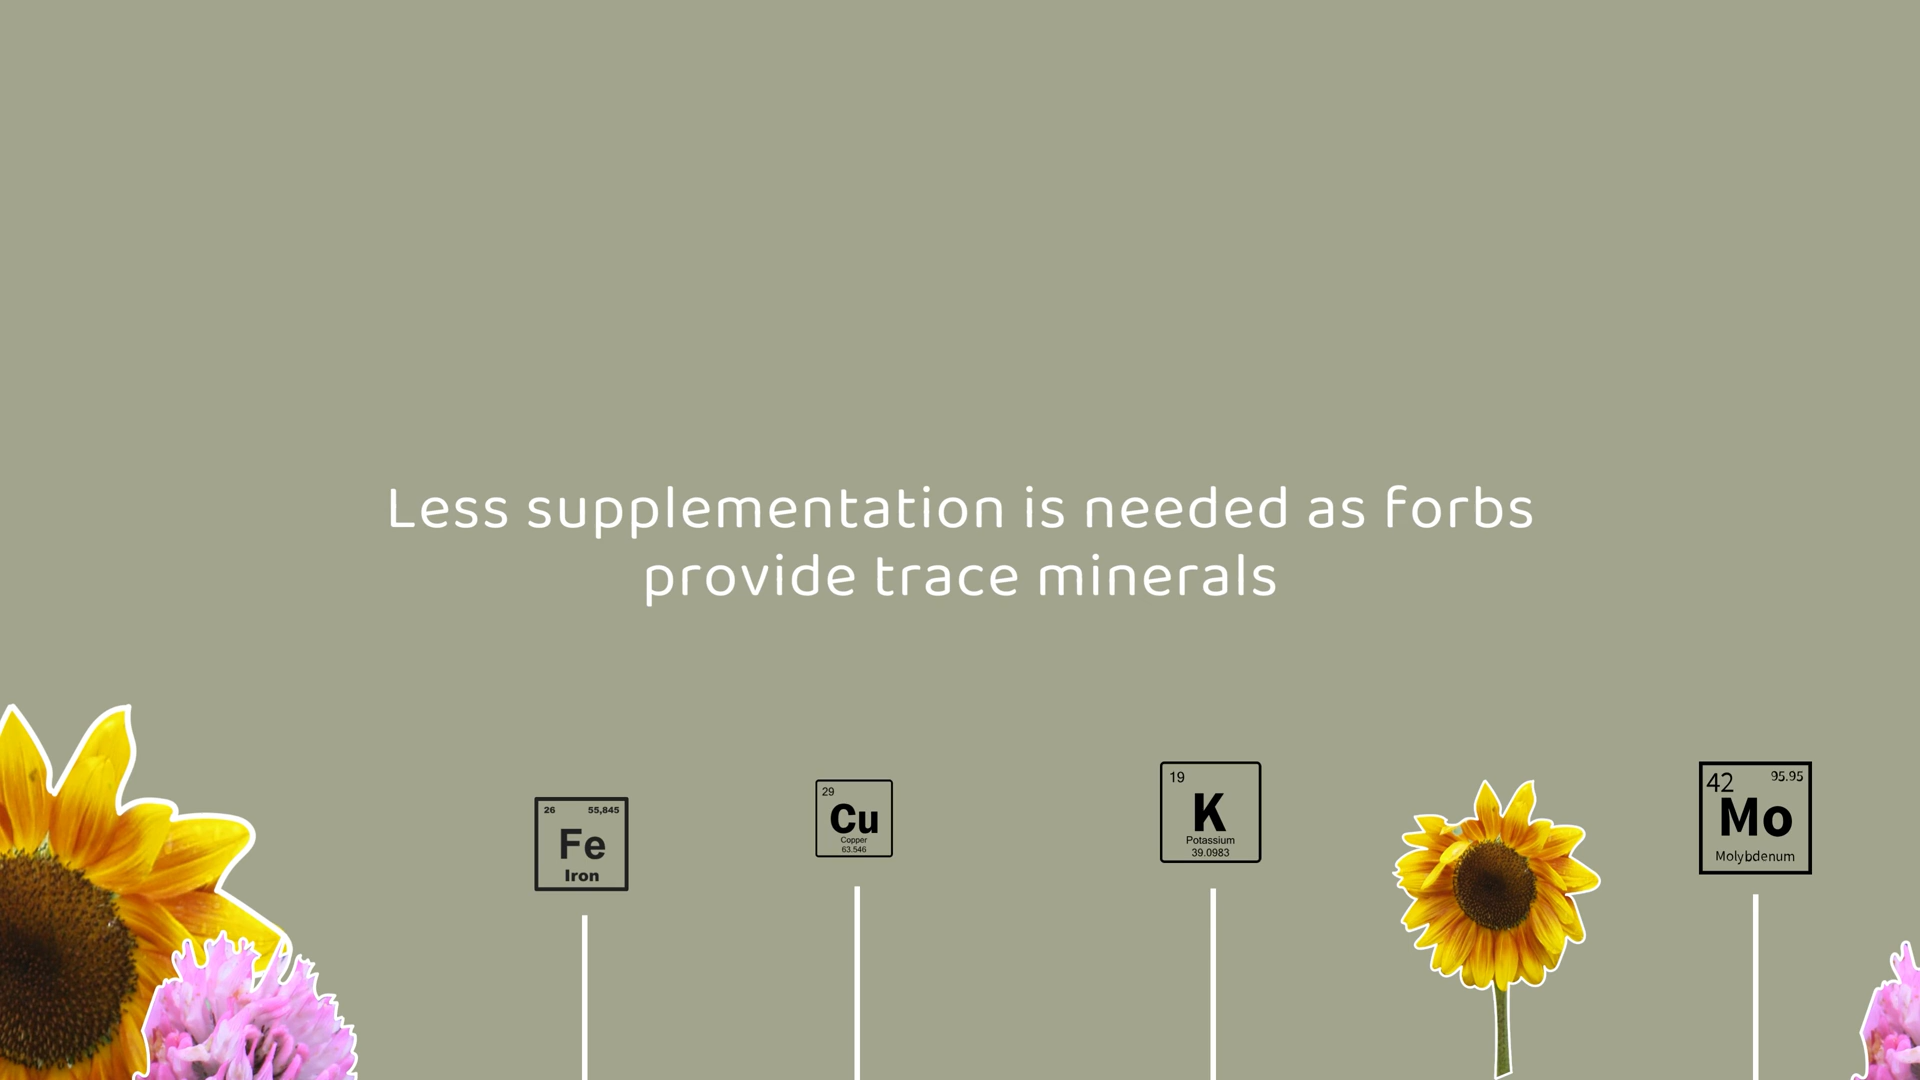 Less supplementation is needed as forbs
provide trace minerals
26 55,845
Fe
Iron
29
Cu
Copper
63.546
19
K
Potassium
39.0983
42 95.95
Mo
Molybdenum